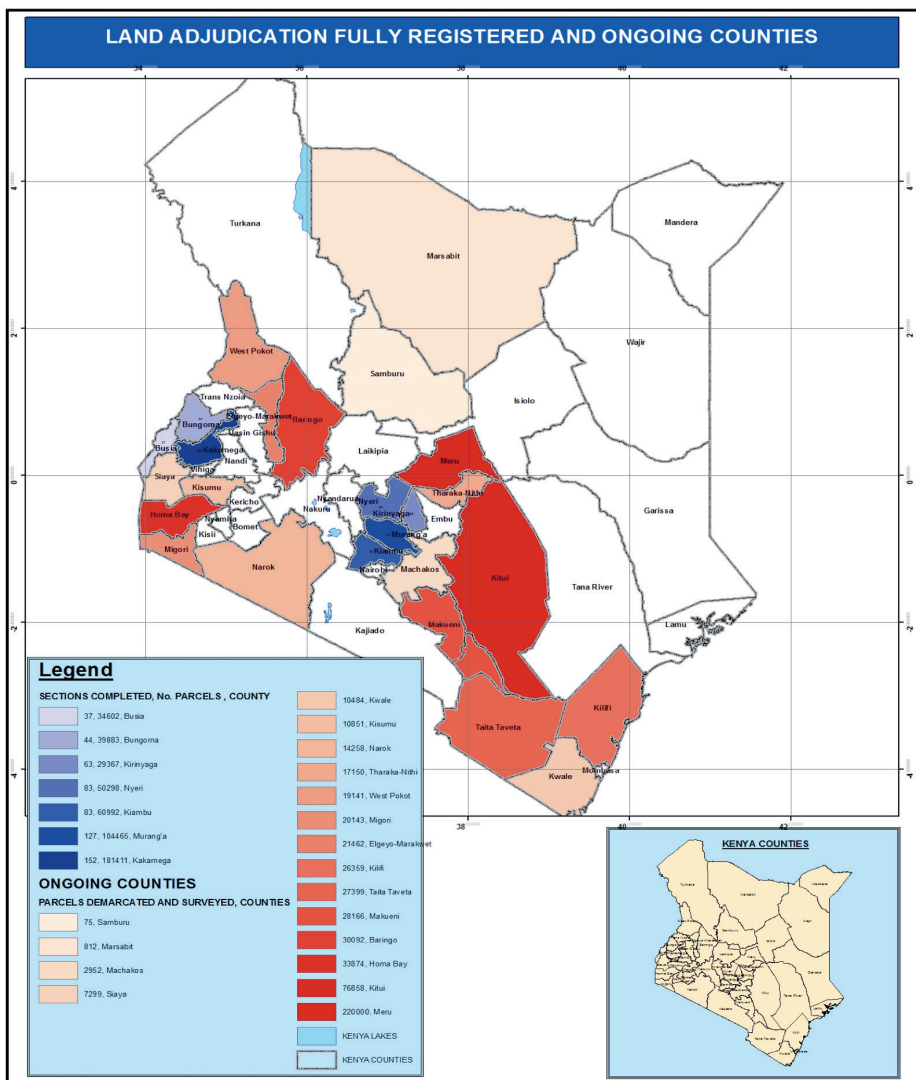 LAND ADJUDICATION FULLY REGISTERED AND ONGOING COUNTIES
34
36
38
40
42
Turkana
Marsabit
Mandera
Wajir
West Pokot
Samburu
Isiolo
Trans Nzoia
Elgeyo-Marakwet
Baringo
Bungoma
Uasin Gishu
Busia
Kakamega
Nandi
Laikipia
Vihiga
Siaya
Kisumu
Meru
Tharaka-Nithi
Kericho
Nyandarua
Nyeri
Nakuru
Kirinyaga
Embu
Garissa
Homa Bay
Nyamira
Bomet
Kisii
Murang'a
Kiambu
Migori
Narok
Nairobi
Machakos
Kitui
Tana River
Kajiado
Makueni
Lamu
Taita Taveta
Kilifi
Kwale
Mombasa
38
40
42
Legend
SECTIONS COMPLETED, No. PARCELS , COUNTY
37, 34602, Busia
44, 39883, Bungoma
63, 29367, Kirinyaga
83, 50298, Nyeri
83, 60992, Kiambu
127, 104465, Murang'a
152, 181411, Kakamega
ONGOING COUNTIES
PARCELS DEMARCATED AND SURVEYED, COUNTIES
75, Samburu
812, Marsabit
2952, Machakos
7299, Siaya
10484, Kwale
10851, Kisumu
14258, Narok
17150, Tharaka-Nithi
19141, West Pokot
20143, Migori
21462, Elgeyo-Marakwet
26359, Kilifi
27399, Taita Taveta
28166, Makueni
30092, Baringo
33874, Homa Bay
76858, Kitui
220000, Meru
KENYA LAKES
KENYA COUNTIES
KENYA COUNTIES